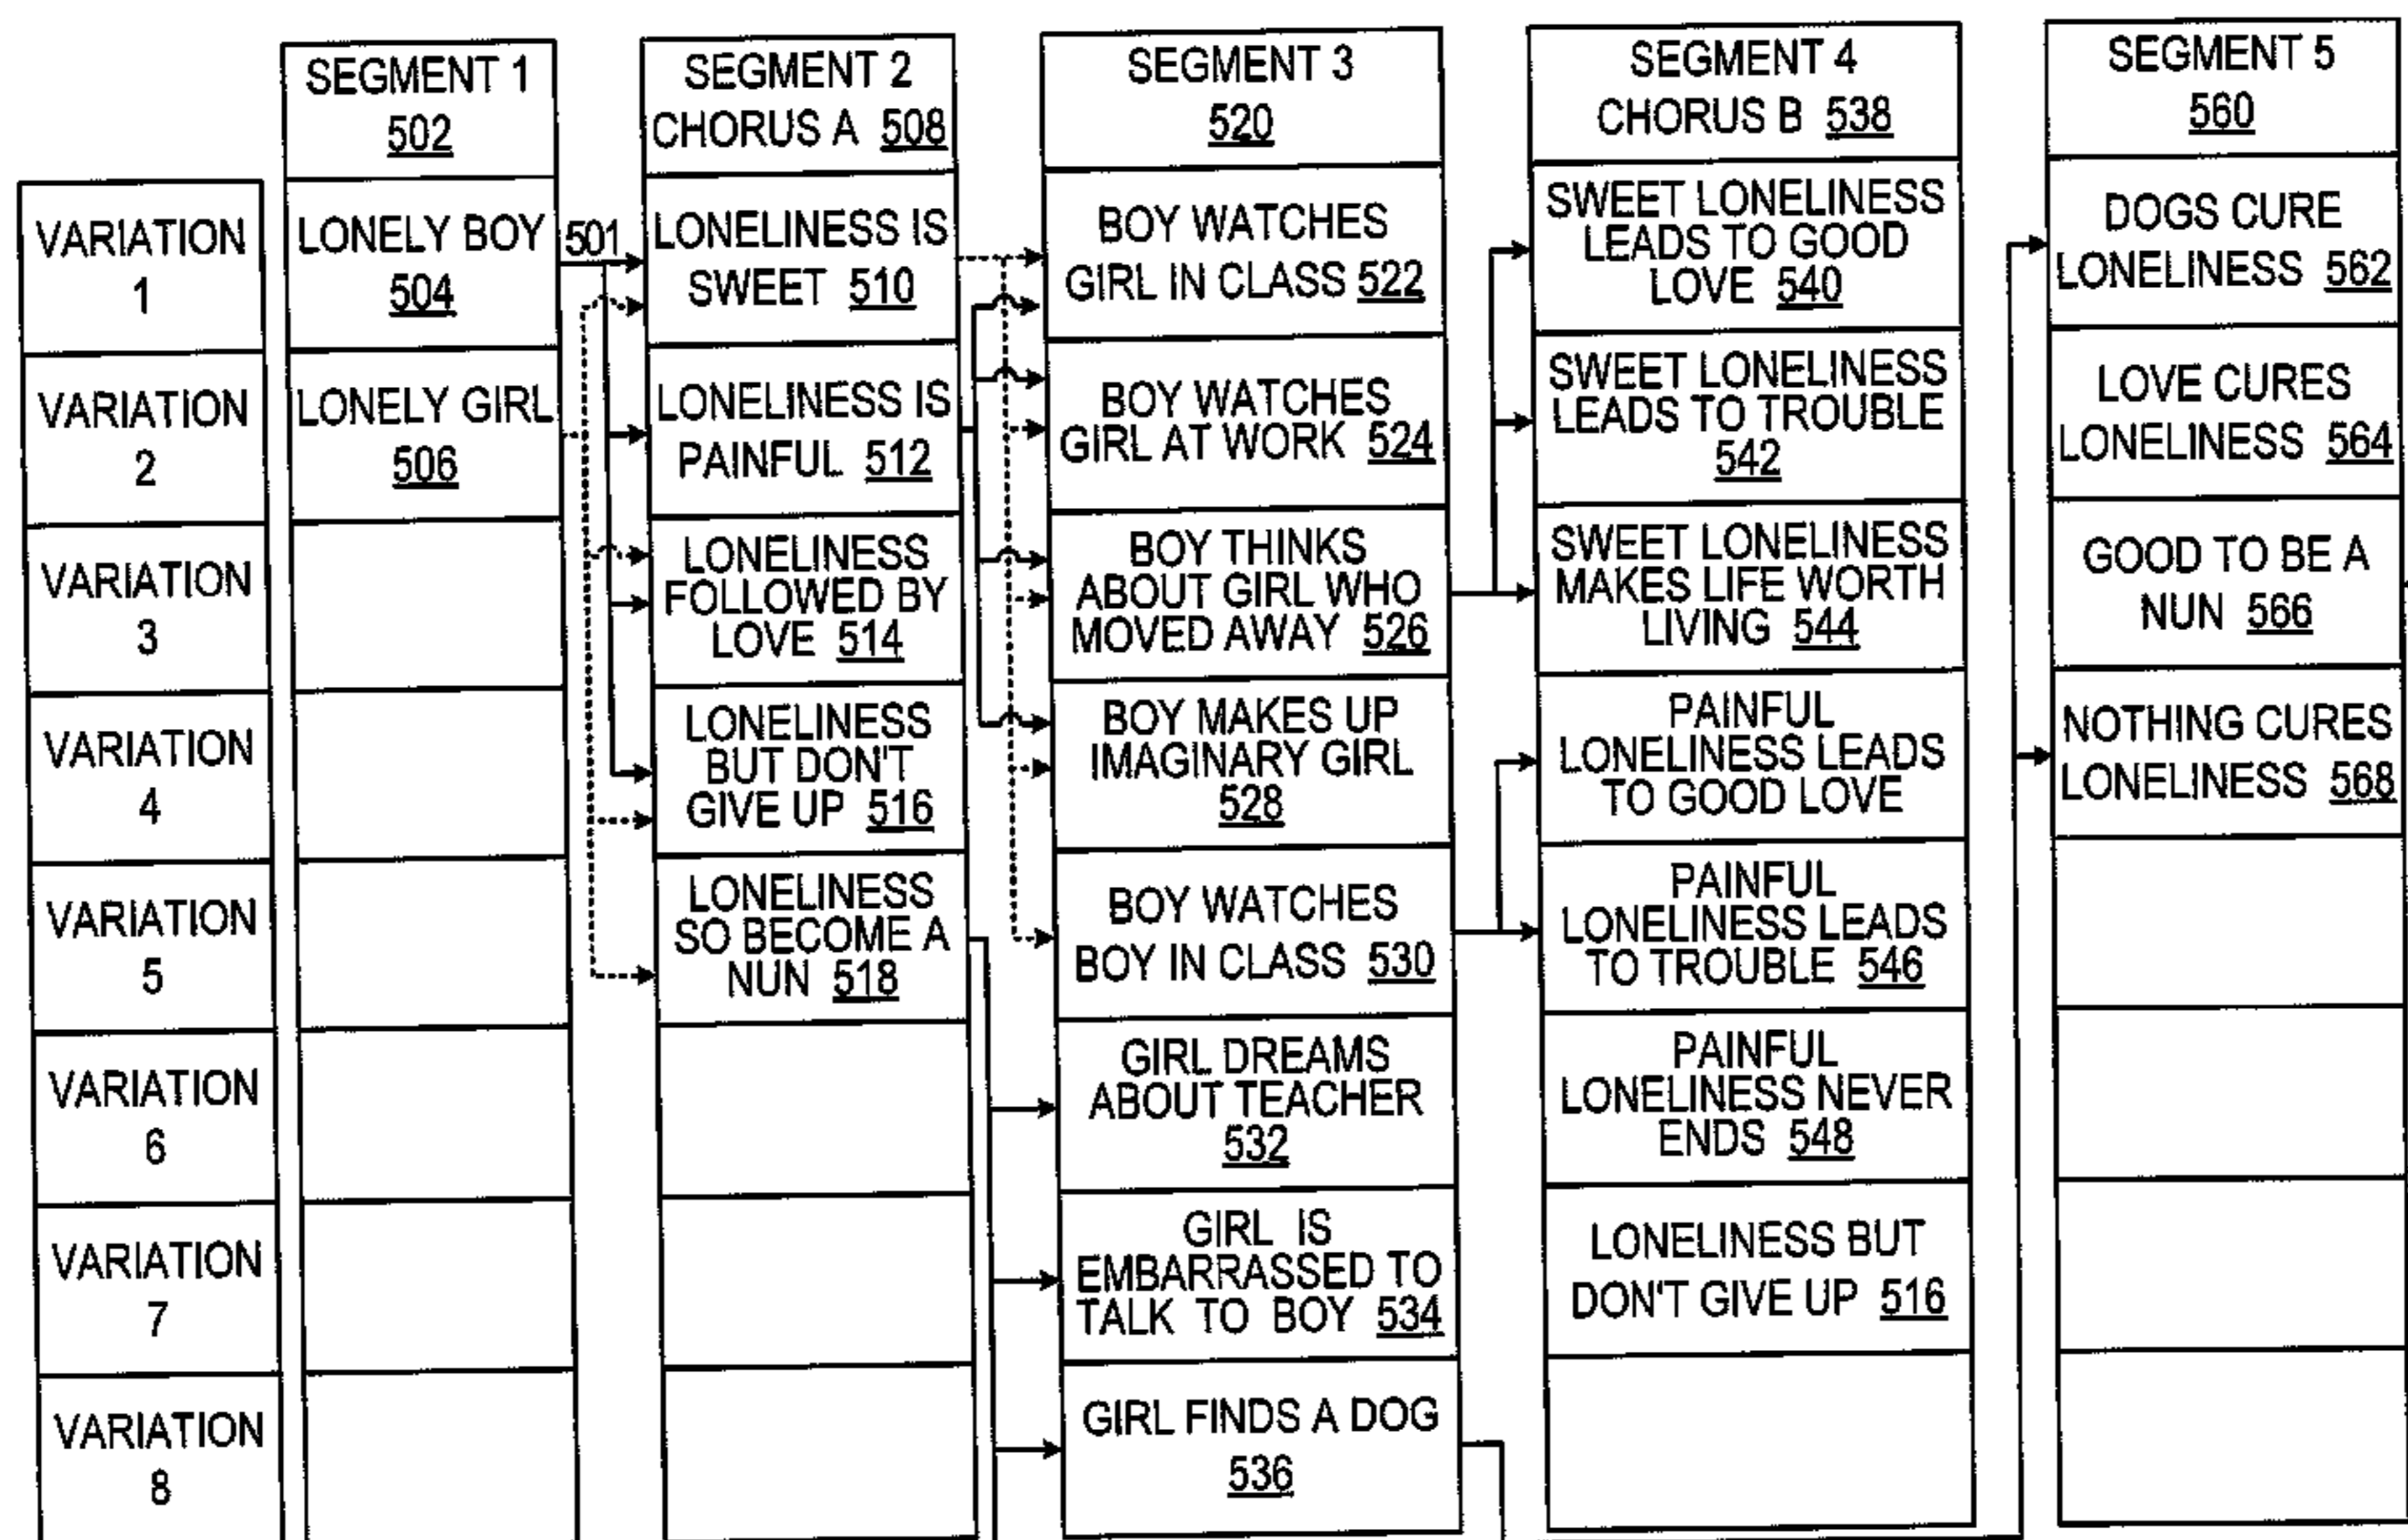 SEGMENT 1
502
SEGMENT 2
CHORUS A 508
SEGMENT 3
520
SEGMENT 4
CHORUS B 538
SEGMENT 5
560
VARIATION
1
LONELY BOY
504
501
LONELINESS IS
SWEET 510
BOY WATCHES
GIRL IN CLASS 522
SWEET LONELINESS
LEADS TO GOOD
LOVE 540
DOGS CURE
LONELINESS 562
VARIATION
2
LONELY GIRL
506
LONELINESS IS
PAINFUL 512
BOY WATCHES
GIRL AT WORK 524
SWEET LONELINESS
LEADS TO TROUBLE
542
LOVE CURES
LONELINESS 564
VARIATION
3
LONELINESS
FOLLOWED BY
LOVE 514
BOY THINKS
ABOUT GIRL WHO
MOVED AWAY 526
SWEET LONELINESS
MAKES LIFE WORTH
LIVING 544
GOOD TO BE A
NUN 566
VARIATION
4
LONELINESS
BUT DON'T
GIVE UP 516
BOY MAKES UP
IMAGINARY GIRL
528
PAINFUL
LONELINESS LEADS
TO GOOD LOVE
NOTHING CURES
LONELINESS 568
VARIATION
5
LONELINESS
SO BECOME A
NUN 518
BOY WATCHES
BOY IN CLASS 530
PAINFUL
LONELINESS LEADS
TO TROUBLE 546
VARIATION
6
GIRL DREAMS
ABOUT TEACHER
532
PAINFUL
LONELINESS NEVER
ENDS 548
VARIATION
7
GIRL IS
EMBARRASSED TO
TALK TO BOY 534
LONELINESS BUT
DON'T GIVE UP 516
VARIATION
8
GIRL FINDS A DOG
536